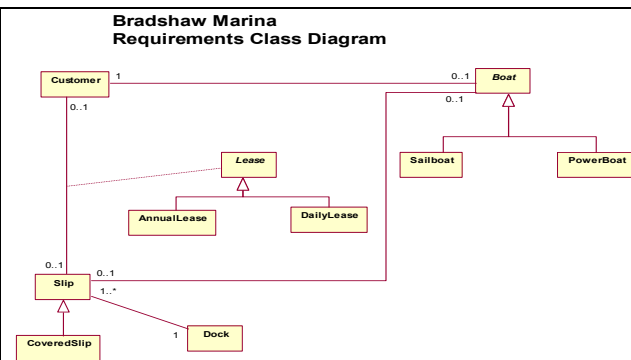 Bradshaw Marina
Requirements Class Diagram
Customer
1
0..1
Boat
0..1
0..1
Lease
Sailboat
PowerBoat
AnnualLease
DailyLease
0..1
0..1
Slip
1..*
1
Dock
CoveredSlip